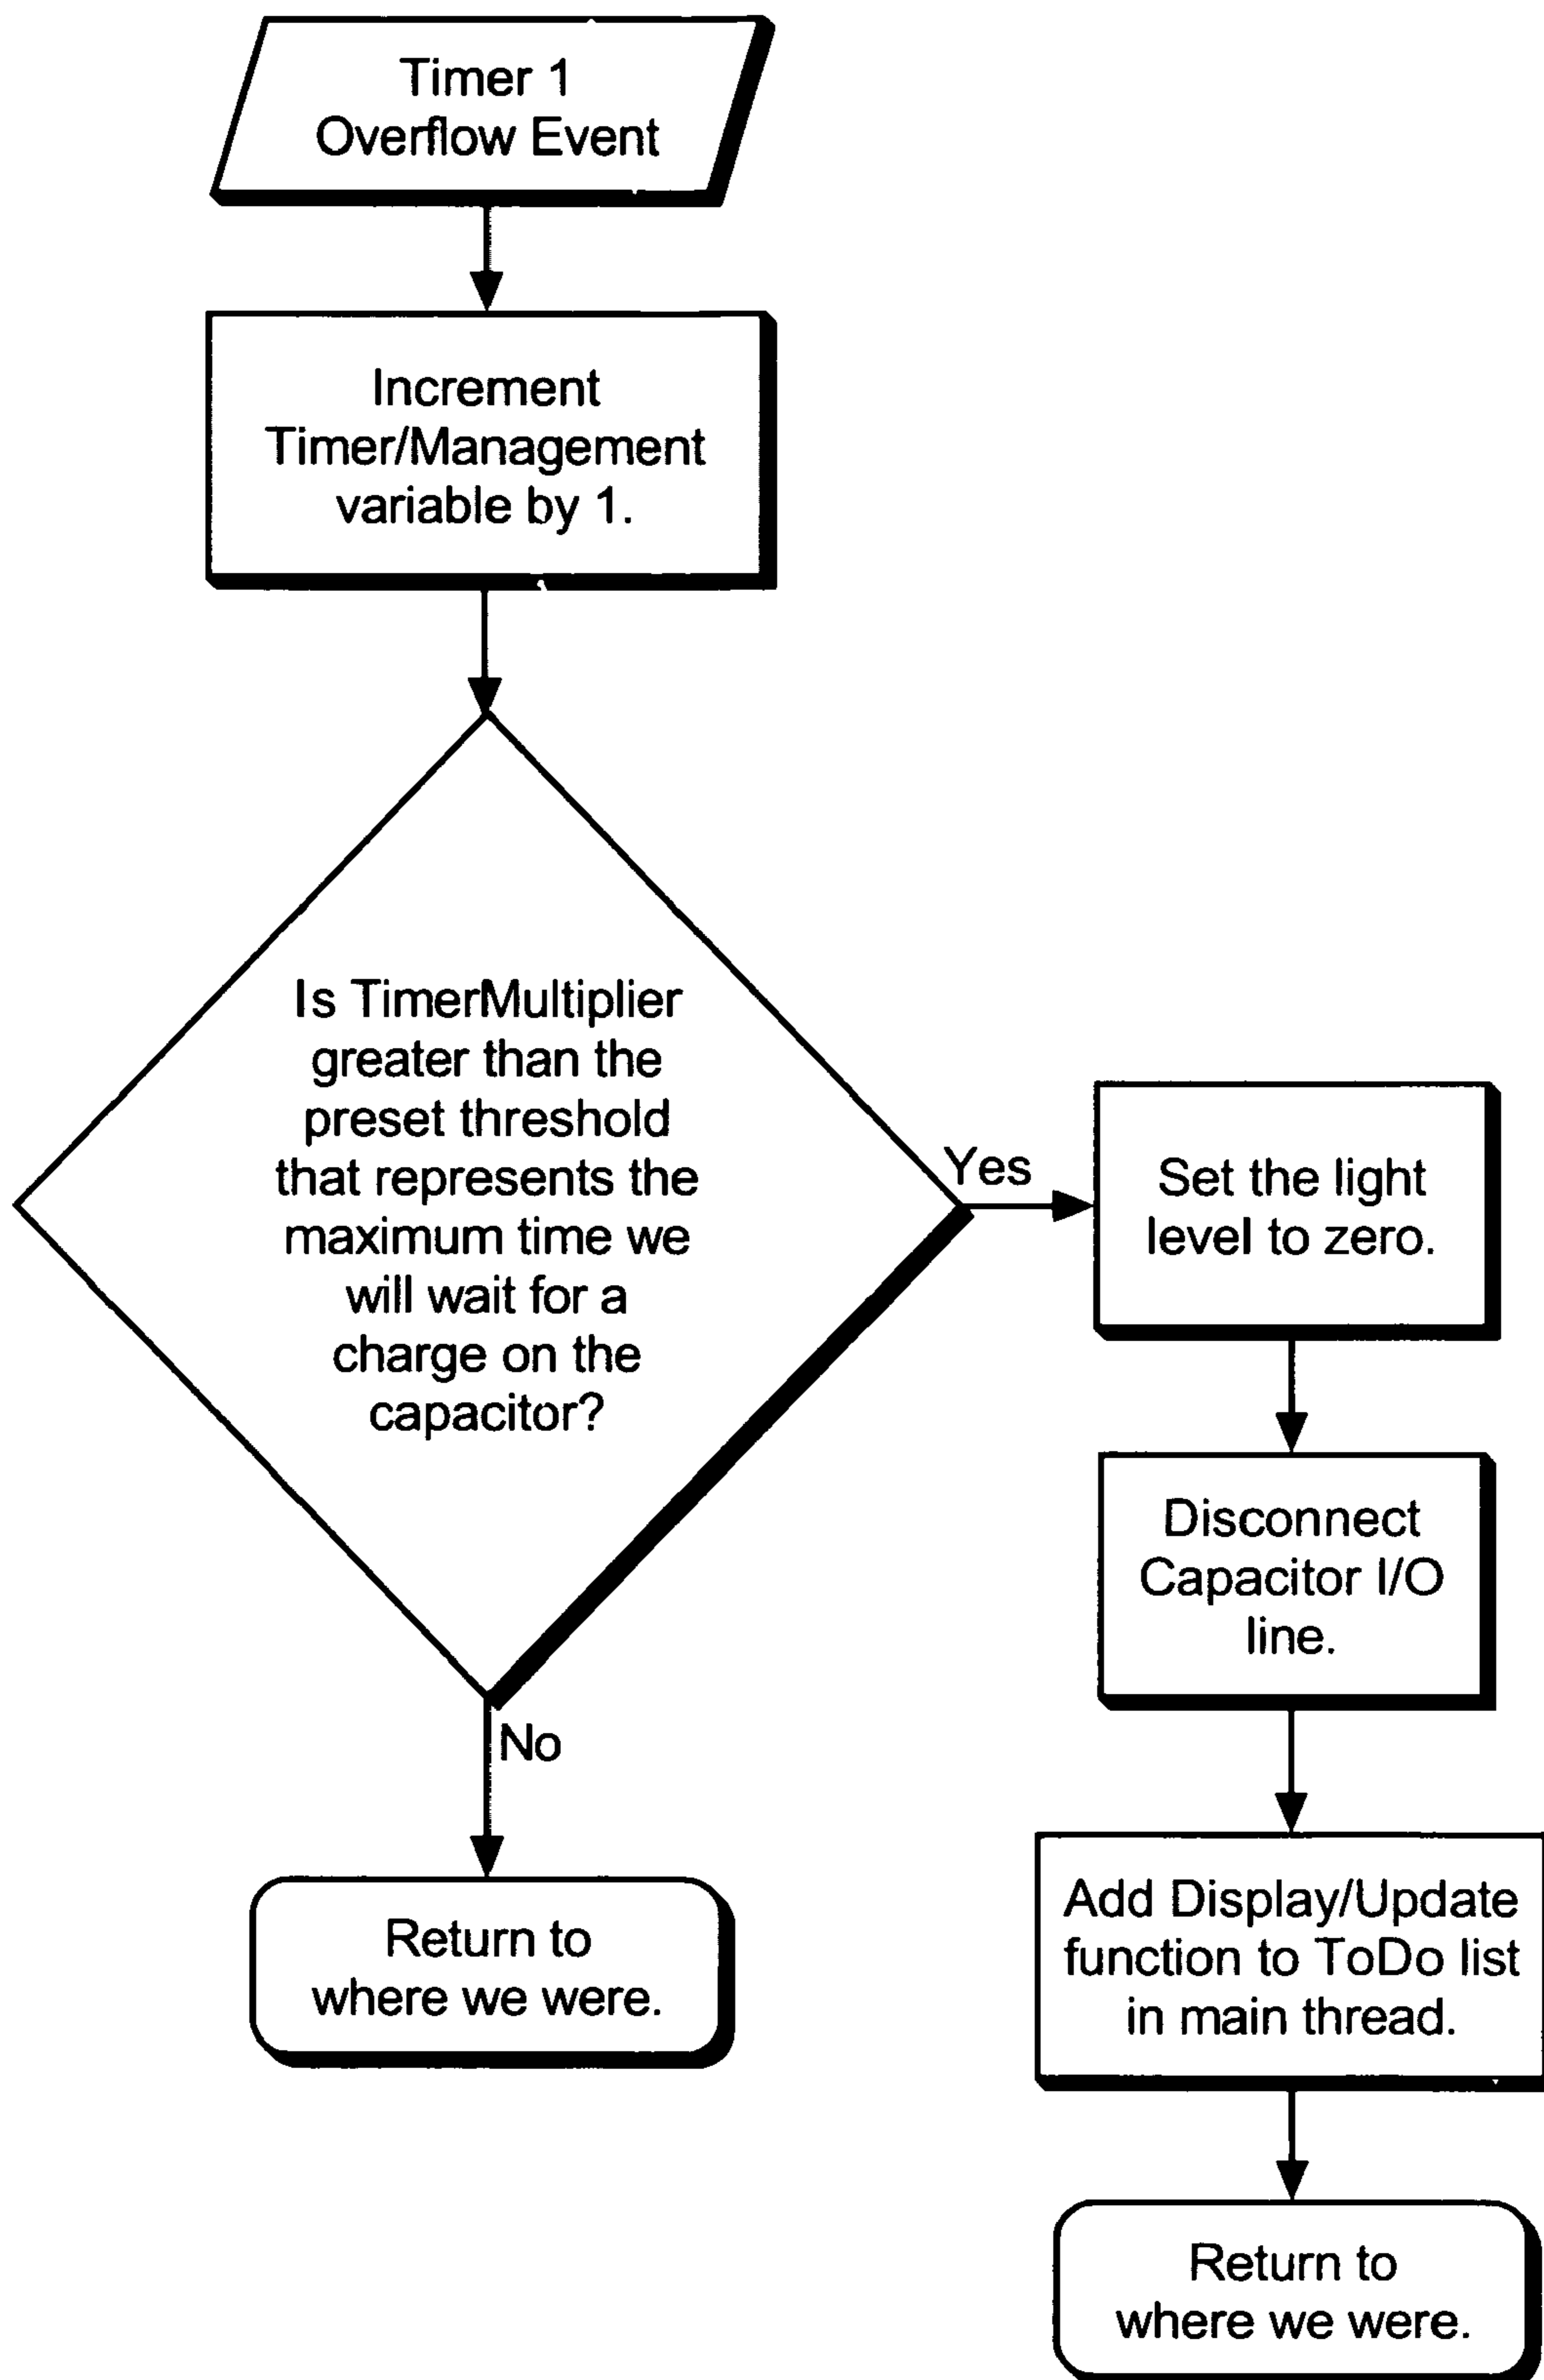 Timer 1
Overflow Event
Increment
Timer/Management
variable by 1.
Is TimerMultiplier
greater than the
preset threshold
that represents the
maximum time we
will wait for a
charge on the
capacitor?
Yes
Set the light
level to zero.
Disconnect
Capacitor I/O
line.
Add Display/Update
function to ToDo list
in main thread.
Return to
where we were.
No
Return to
where we were.